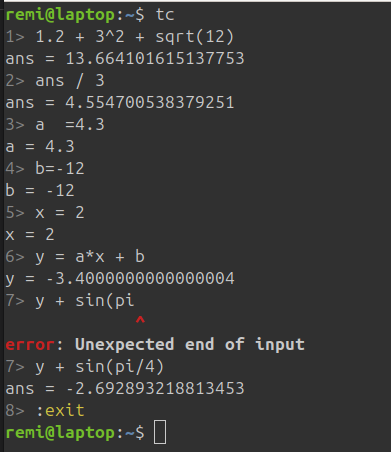 remi@laptop:~$ tc
1> 1.2 + 3^2 + sqrt(12)
ans = 13.664101615137753
2> ans / 3
ans = 4.554700538379251
3> a  =4.3
a = 4.3
4> b=-12
b = -12
5> x = 2
x = 2
6> y = a*x + b
y = -3.4000000000000004
7> y + sin(pi
^
error: Unexpected end of input
7> y + sin(pi/4)
ans = -2.692893218813453
8> :exit
remi@laptop:~$